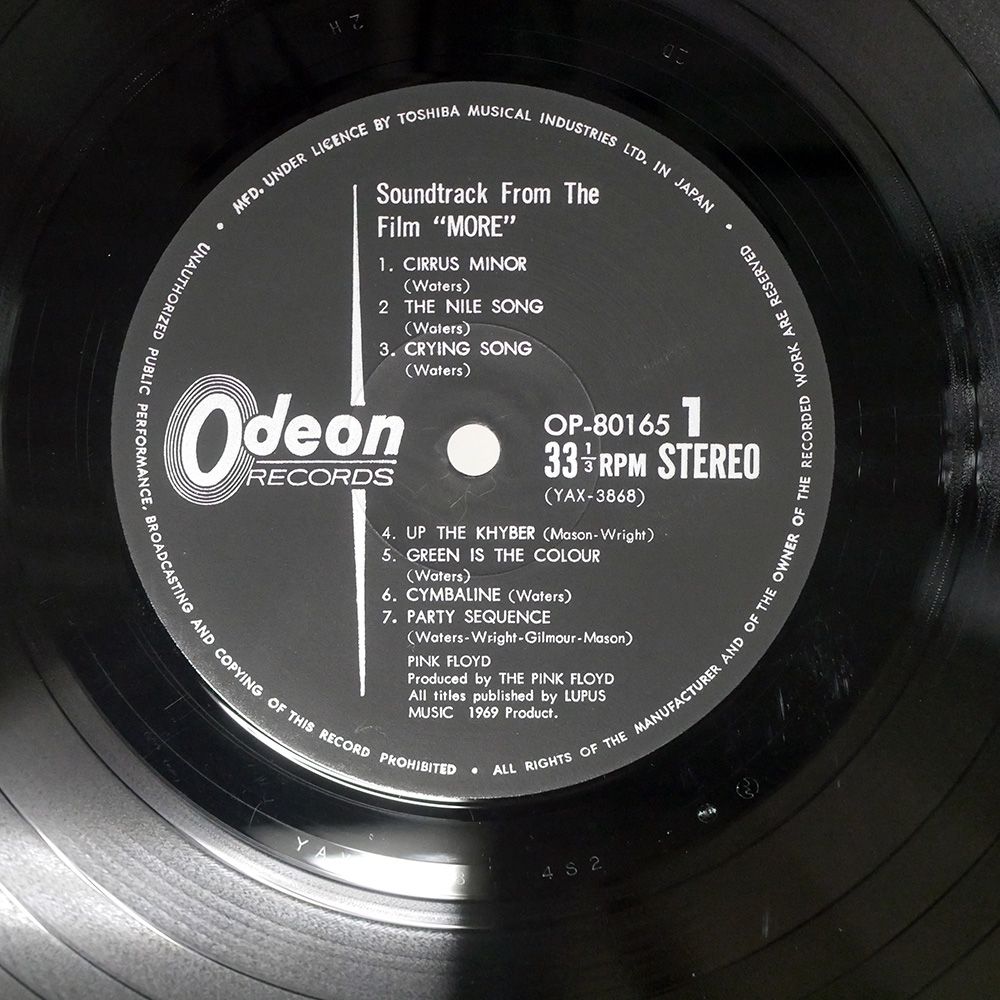 MFD. UNDER LICENCE BY TOSHIBA MUSICAL INDUSTRIES LTD. IN JAPAN
Soundtrack From The
Film “MORE”
1. CIRRUS MINOR
(Waters)
2 THE NILE SONG
(Waters)
3. CRYING SONG
(Waters)
Odeon
RECORDS
OP-80165 1
33 1/3 RPM STEREO
(YAX-3868)
4. UP THE KHYBER (Mason-Wright)
5. GREEN IS THE COLOUR
(Waters)
6. CYMBALINE (Waters)
7. PARTY SEQUENCE
(Waters-Wright-Gilmour-Mason)
PINK FLOYD
Produced by THE PINK FLOYD
All titles published by LUPUS
MUSIC 1969 Product.
UNAUTHORIZED PUBLIC PERFORMANCE, BROADCASTING AND COPYING OF THIS RECORD PROHIBITED • ALL RIGHTS OF THE MANUFACTURER AND OF THE OWNER OF THE RECORDED WORK ARE RESERVED
2H
4S2